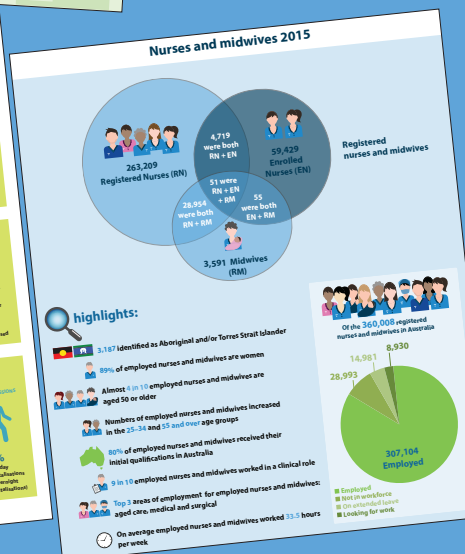 Nurses and midwives 2015
4,719
were both
RN + EN
263,209
Registered Nurses (RN)
59,429
Enrolled
Nurses (EN)
Registered
nurses and midwives
51 were
RN + EN
+ RM
28,954
were both
RN + RM
55
were both
EN + RM
3,591 Midwives
(RM)
highlights:
3,187 identified as Aboriginal and/or Torres Strait Islander
89% of employed nurses and midwives are women
Almost 4 in 10 employed nurses and midwives are
aged 50 or older
Numbers of employed nurses and midwives increased
in the 25–34 and 55 and over age groups
80% of employed nurses and midwives received their
initial qualifications in Australia
9 in 10 employed nurses and midwives worked in a clinical role
Top 3 areas of employment for employed nurses and midwives:
aged care, medical and surgical
On average employed nurses and midwives worked 33.5 hours
per week
Of the 360,008 registered
nurses and midwives in Australia
8,930
14,981
28,993
307,104
Employed
Employed
Not in workforce
On extended leave
Looking for work